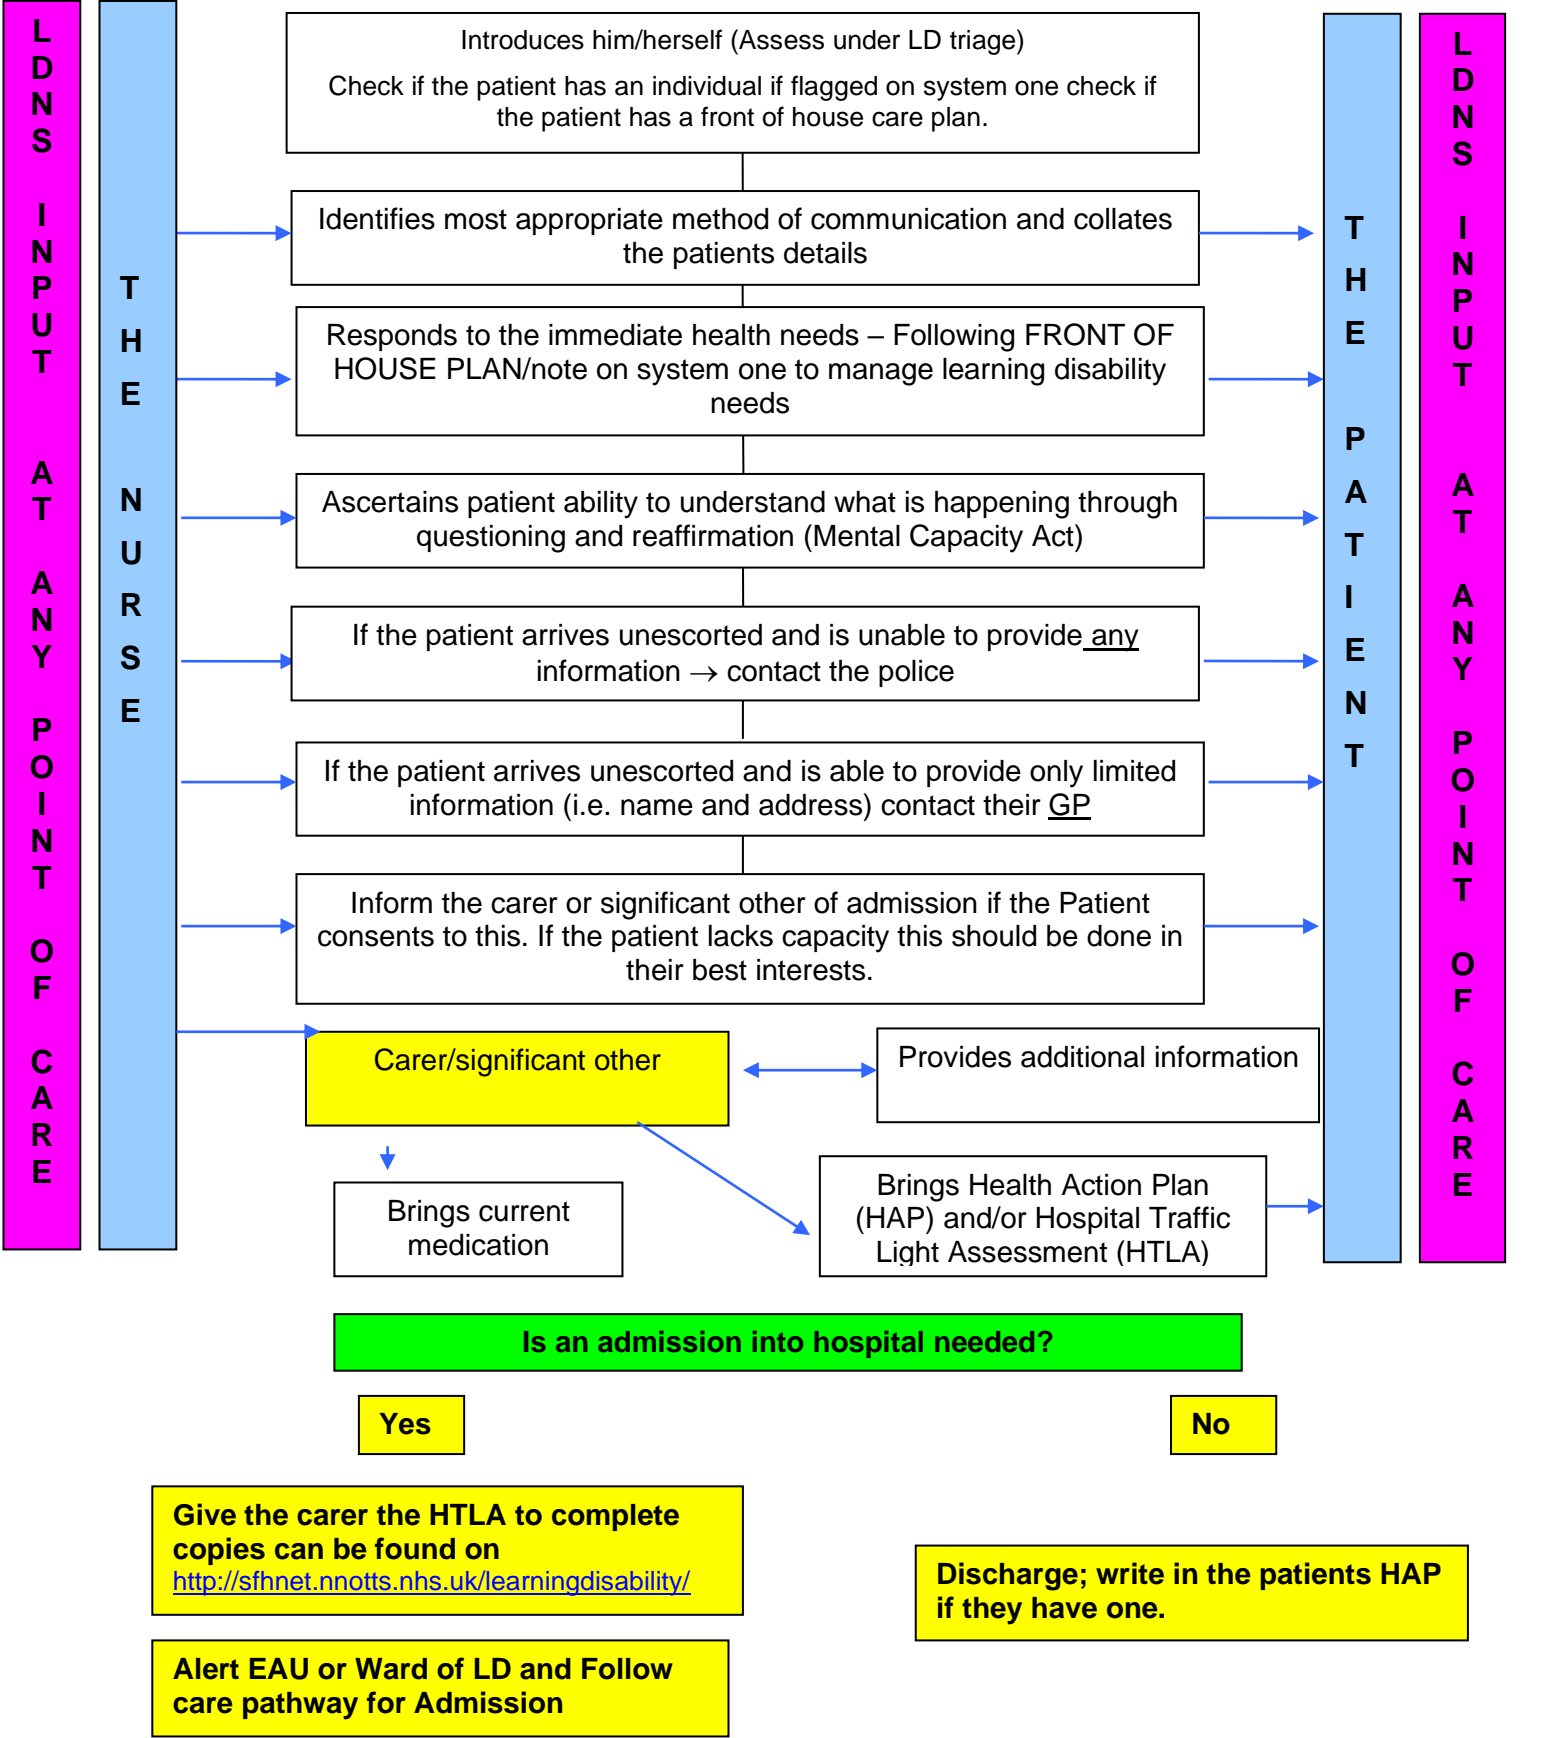 LDNS INPUT AT ANY POINT OF CARE
THE NURSE
Introduces him/herself (Assess under LD triage)
Check if the patient has an individual if flagged on system one check if
the patient has a front of house care plan.
Identifies most appropriate method of communication and collates
the patients details
Responds to the immediate health needs – Following FRONT OF
HOUSE PLAN/note on system one to manage learning disability
needs
Ascertains patient ability to understand what is happening through
questioning and reaffirmation (Mental Capacity Act)
If the patient arrives unescorted and is unable to provide any
information → contact the police
If the patient arrives unescorted and is able to provide only limited
information (i.e. name and address) contact their GP
Inform the carer or significant other of admission if the Patient
consents to this. If the patient lacks capacity this should be done in
their best interests.
Carer/significant other
Provides additional information
Brings current
medication
Brings Health Action Plan
(HAP) and/or Hospital Traffic
Light Assessment (HTLA)
THE PATIENT
LDNS INPUT AT ANY POINT OF CARE
Is an admission into hospital needed?
Yes
No
Give the carer the HTLA to complete
copies can be found on
http://sfhnet.nnotts.nhs.uk/learningdisability/
Discharge; write in the patients HAP
if they have one.
Alert EAU or Ward of LD and Follow
care pathway for Admission